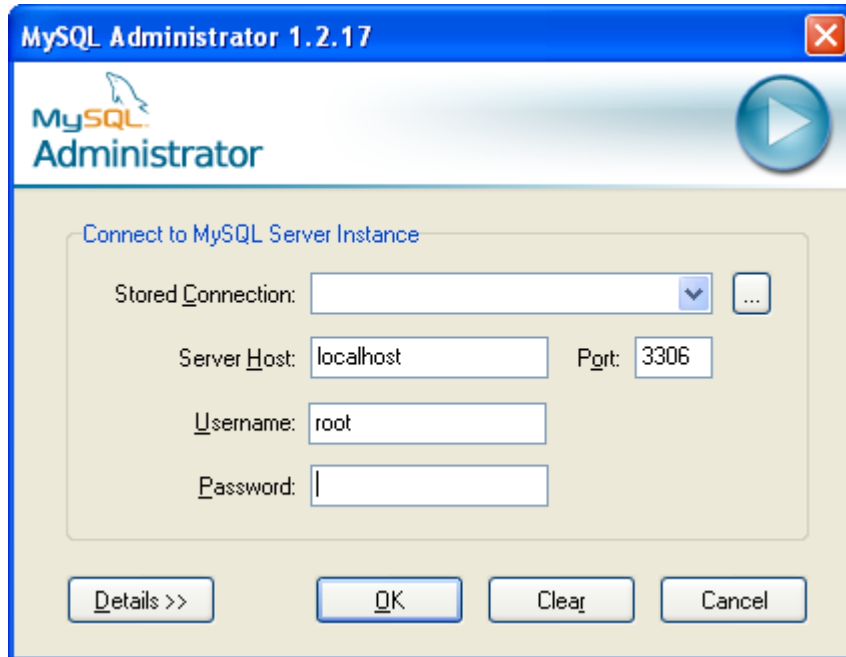 MySQL Administrator 1.2.17
MySQL
Administrator
Connect to MySQL Server Instance
Stored Connection: ...
Server Host: localhost Port: 3306
Username: root
Password:
Details >> OK Clear Cancel